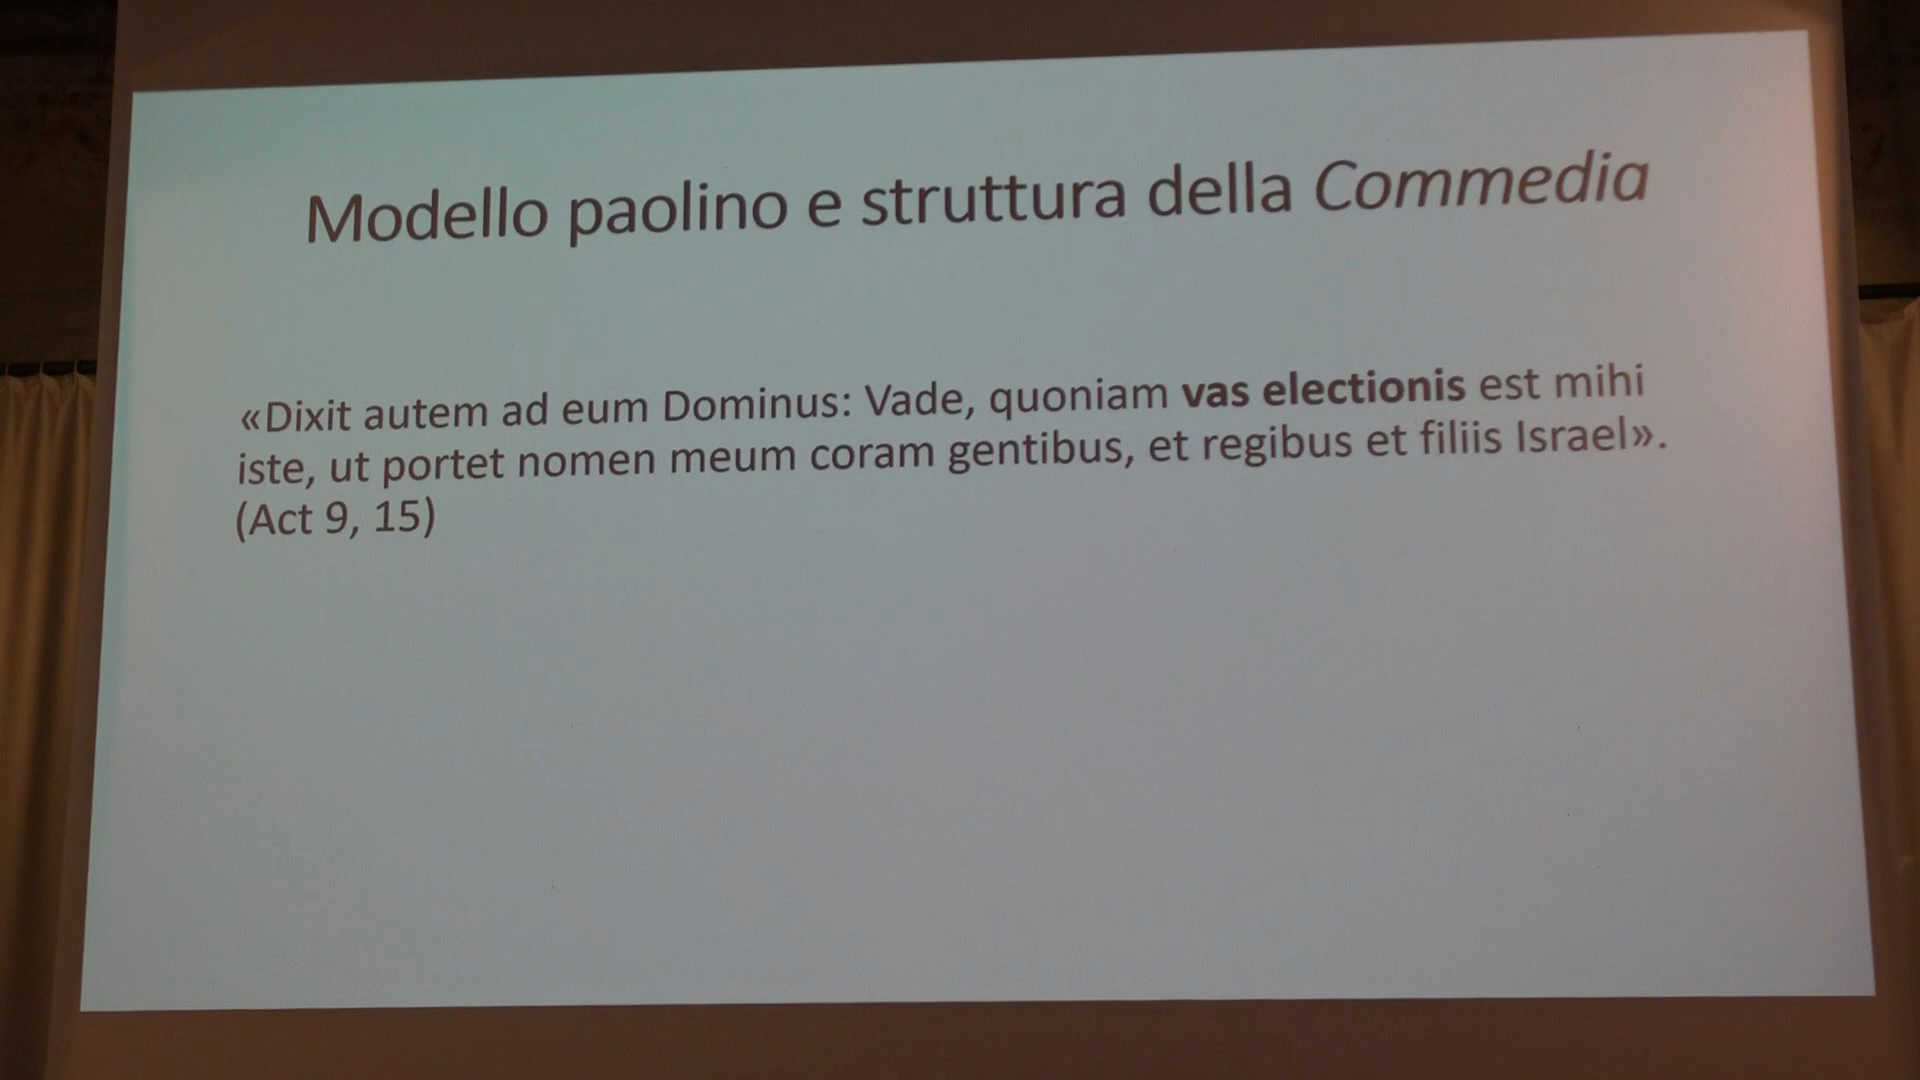 Modello paolino e struttura della Commedia
«Dixit autem ad eum Dominus: Vade, quoniam vas electionis est mihi
iste, ut portet nomen meum coram gentibus, et regibus et filiis Israel».
(Act 9, 15)